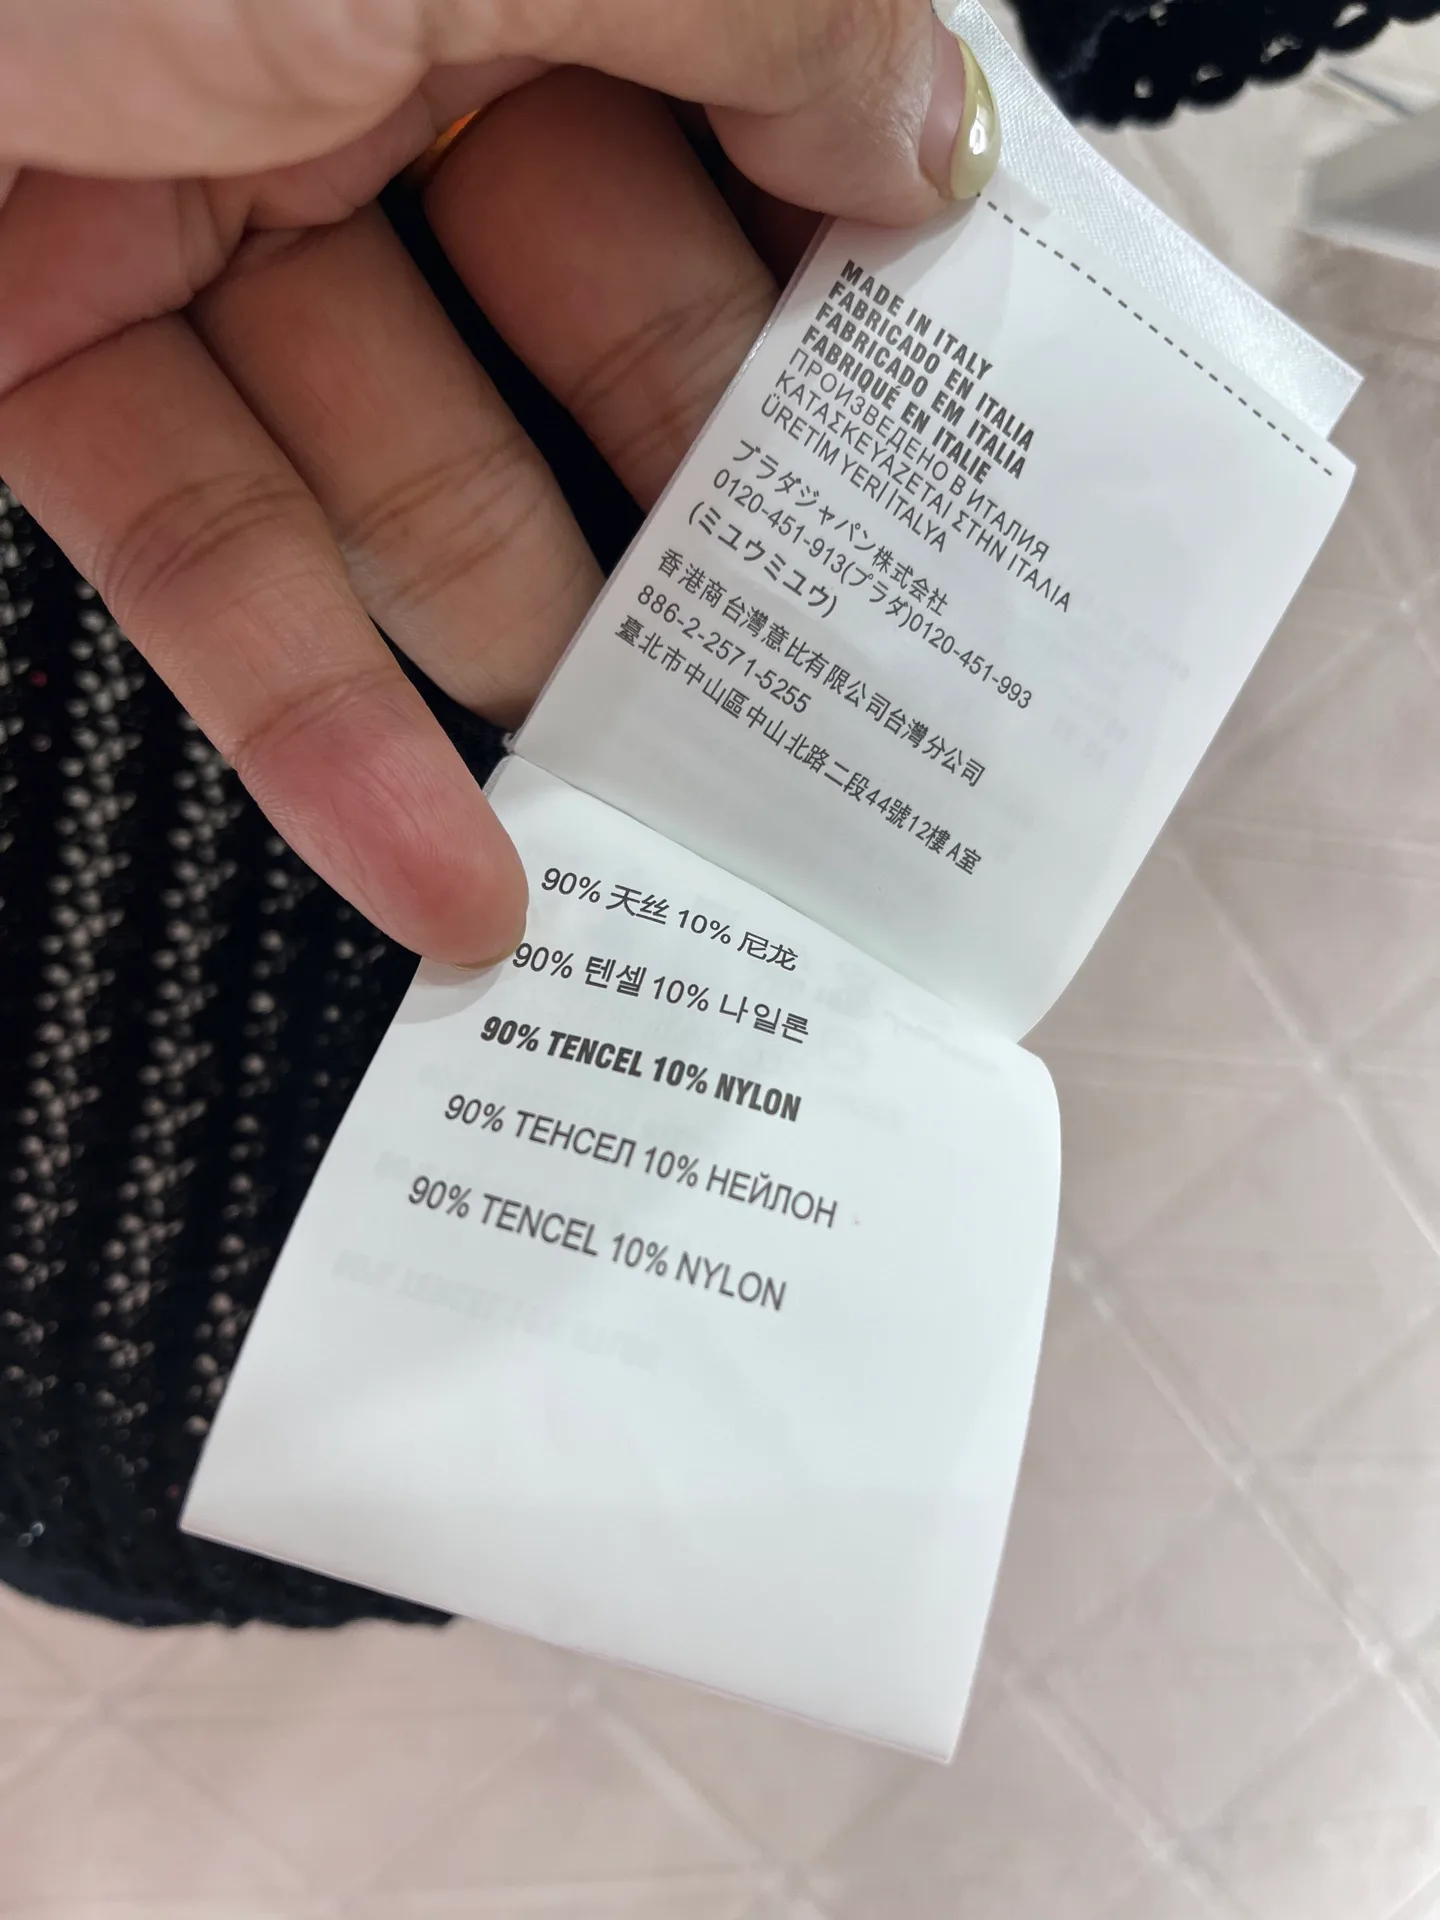 MADE IN ITALY
FABRICADO EN ITALIA
FABRICADO EM ITALIA
FABRIQUÉ EN ITALIE
ПРОИЗВЕДЕНО В ИТАЛИЯ
ΚΑΤΑΣΚΕΥΑΖΕΤΑΙ ΣΤΗΝ ΙΤΑΛΙΑ
ÜRETİM YERI ITALYA
プラダジャパン株式会社
0120-451-913(プラダ)0120-451-993
(ミュウミュウ)
香港商台灣意比有限公司台灣分公司
886-2-2571-5255
臺北市中山區中山北路二段44號12樓A室
90% 天丝 10% 尼龙
90% 텐셀 10% 나일론
90% TENCEL 10% NYLON
90% ТЕНСЕЛ 10% НЕЙЛОН
90% TENCEL 10% NYLON